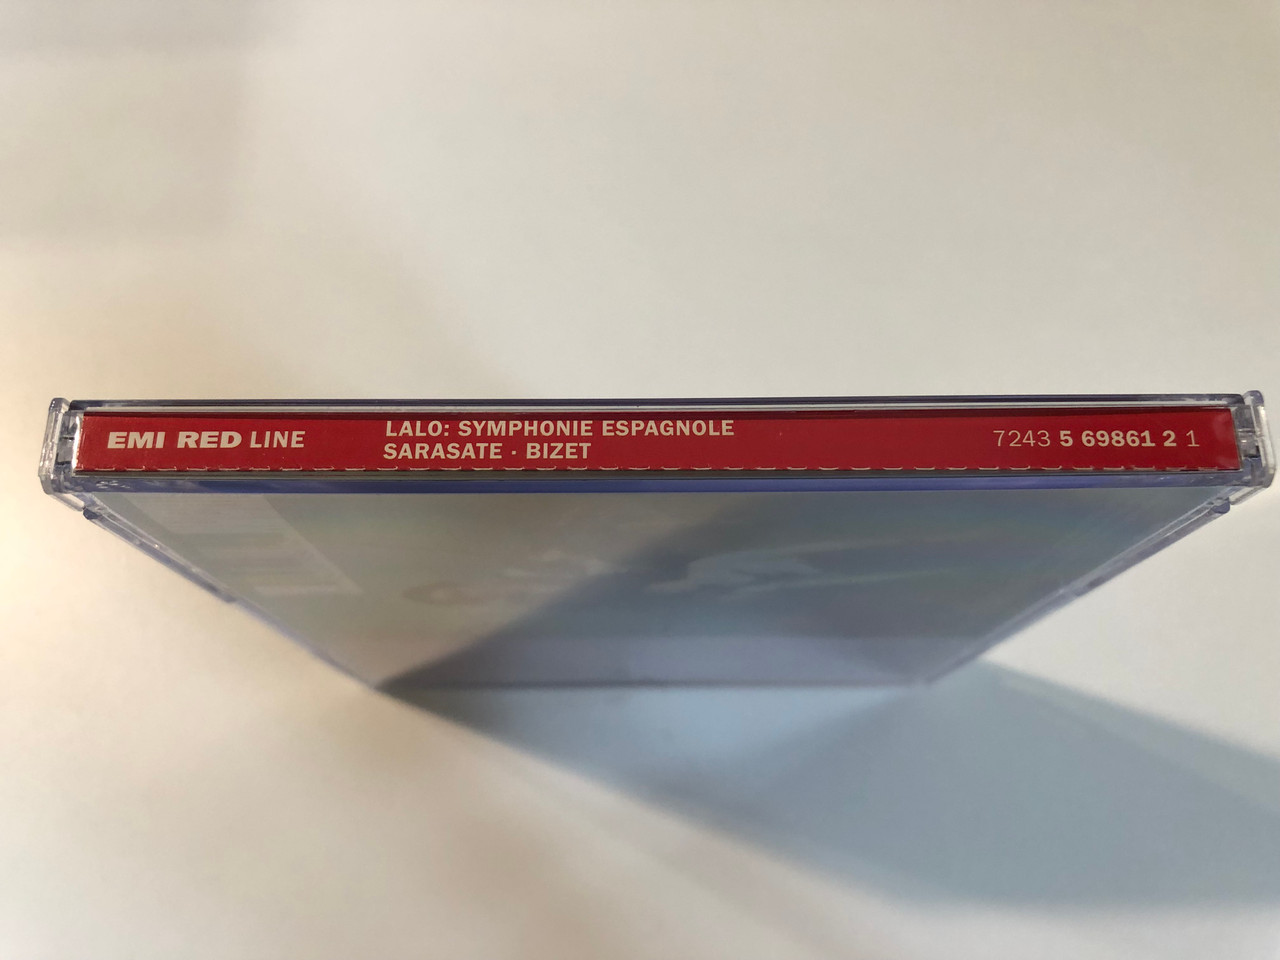 EMI RED LINE
LALO: SYMPHONIE ESPAGNOLE
SARASATE · BIZET
7243 5 69861 2 1